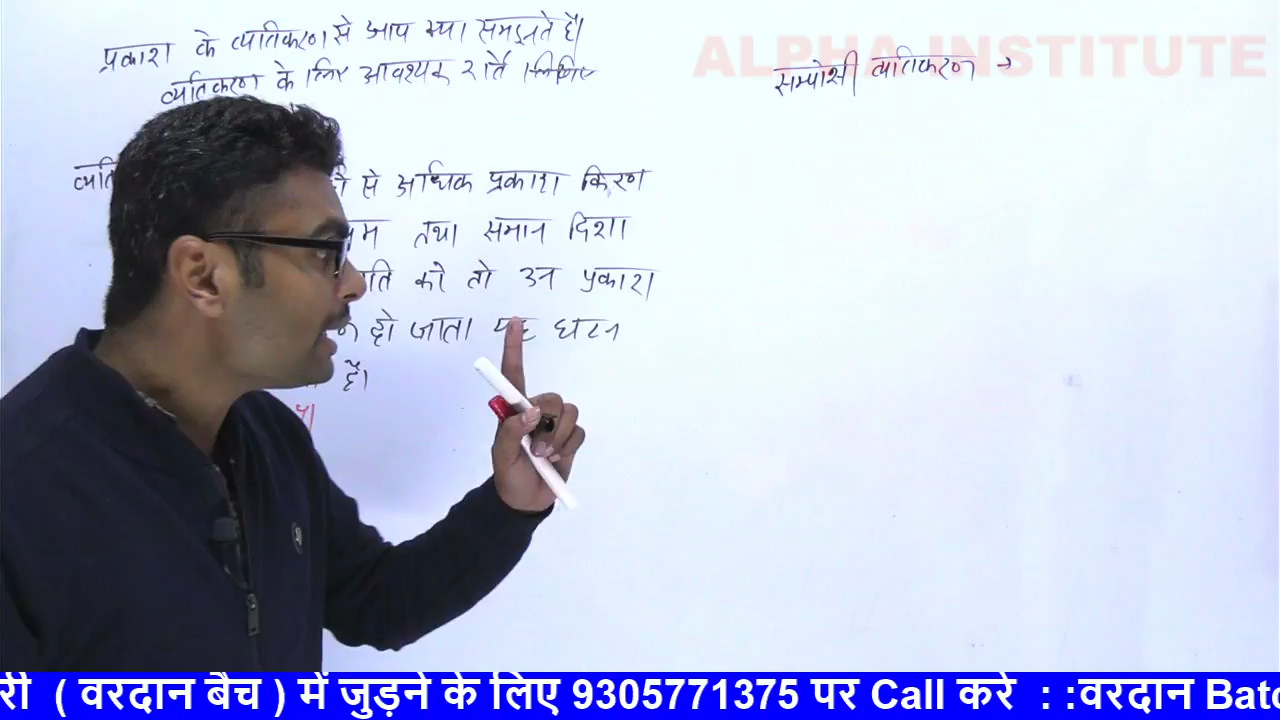 प्रकाश के व्यतिकरण से आप क्या समझते है।
व्यतिकरण के लिए आवश्यक शर्ते लिखिए
ALPHA INSTITUTE
सम्पोसी व्यतिकरण →
से अधिक प्रकाश किरण
तथा समान दिशा
करे तो उन प्रकाश
हो जाता यह घटन
है।
री ( वरदान बैच ) में जुड़ने के लिए 9305771375 पर Call करे : :वरदान Batc